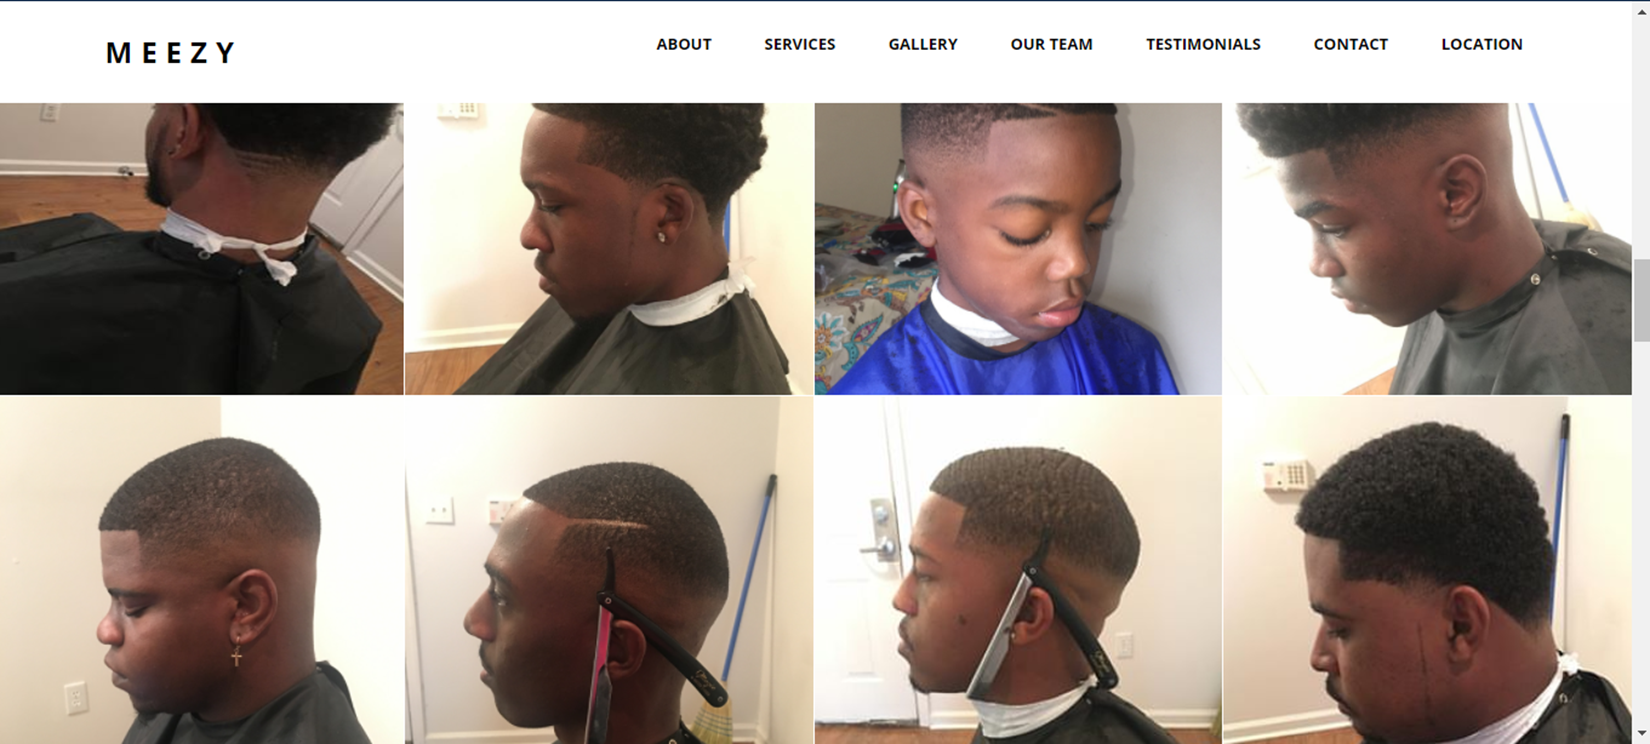 MEEZY
ABOUT SERVICES GALLERY OUR TEAM TESTIMONIALS CONTACT LOCATION